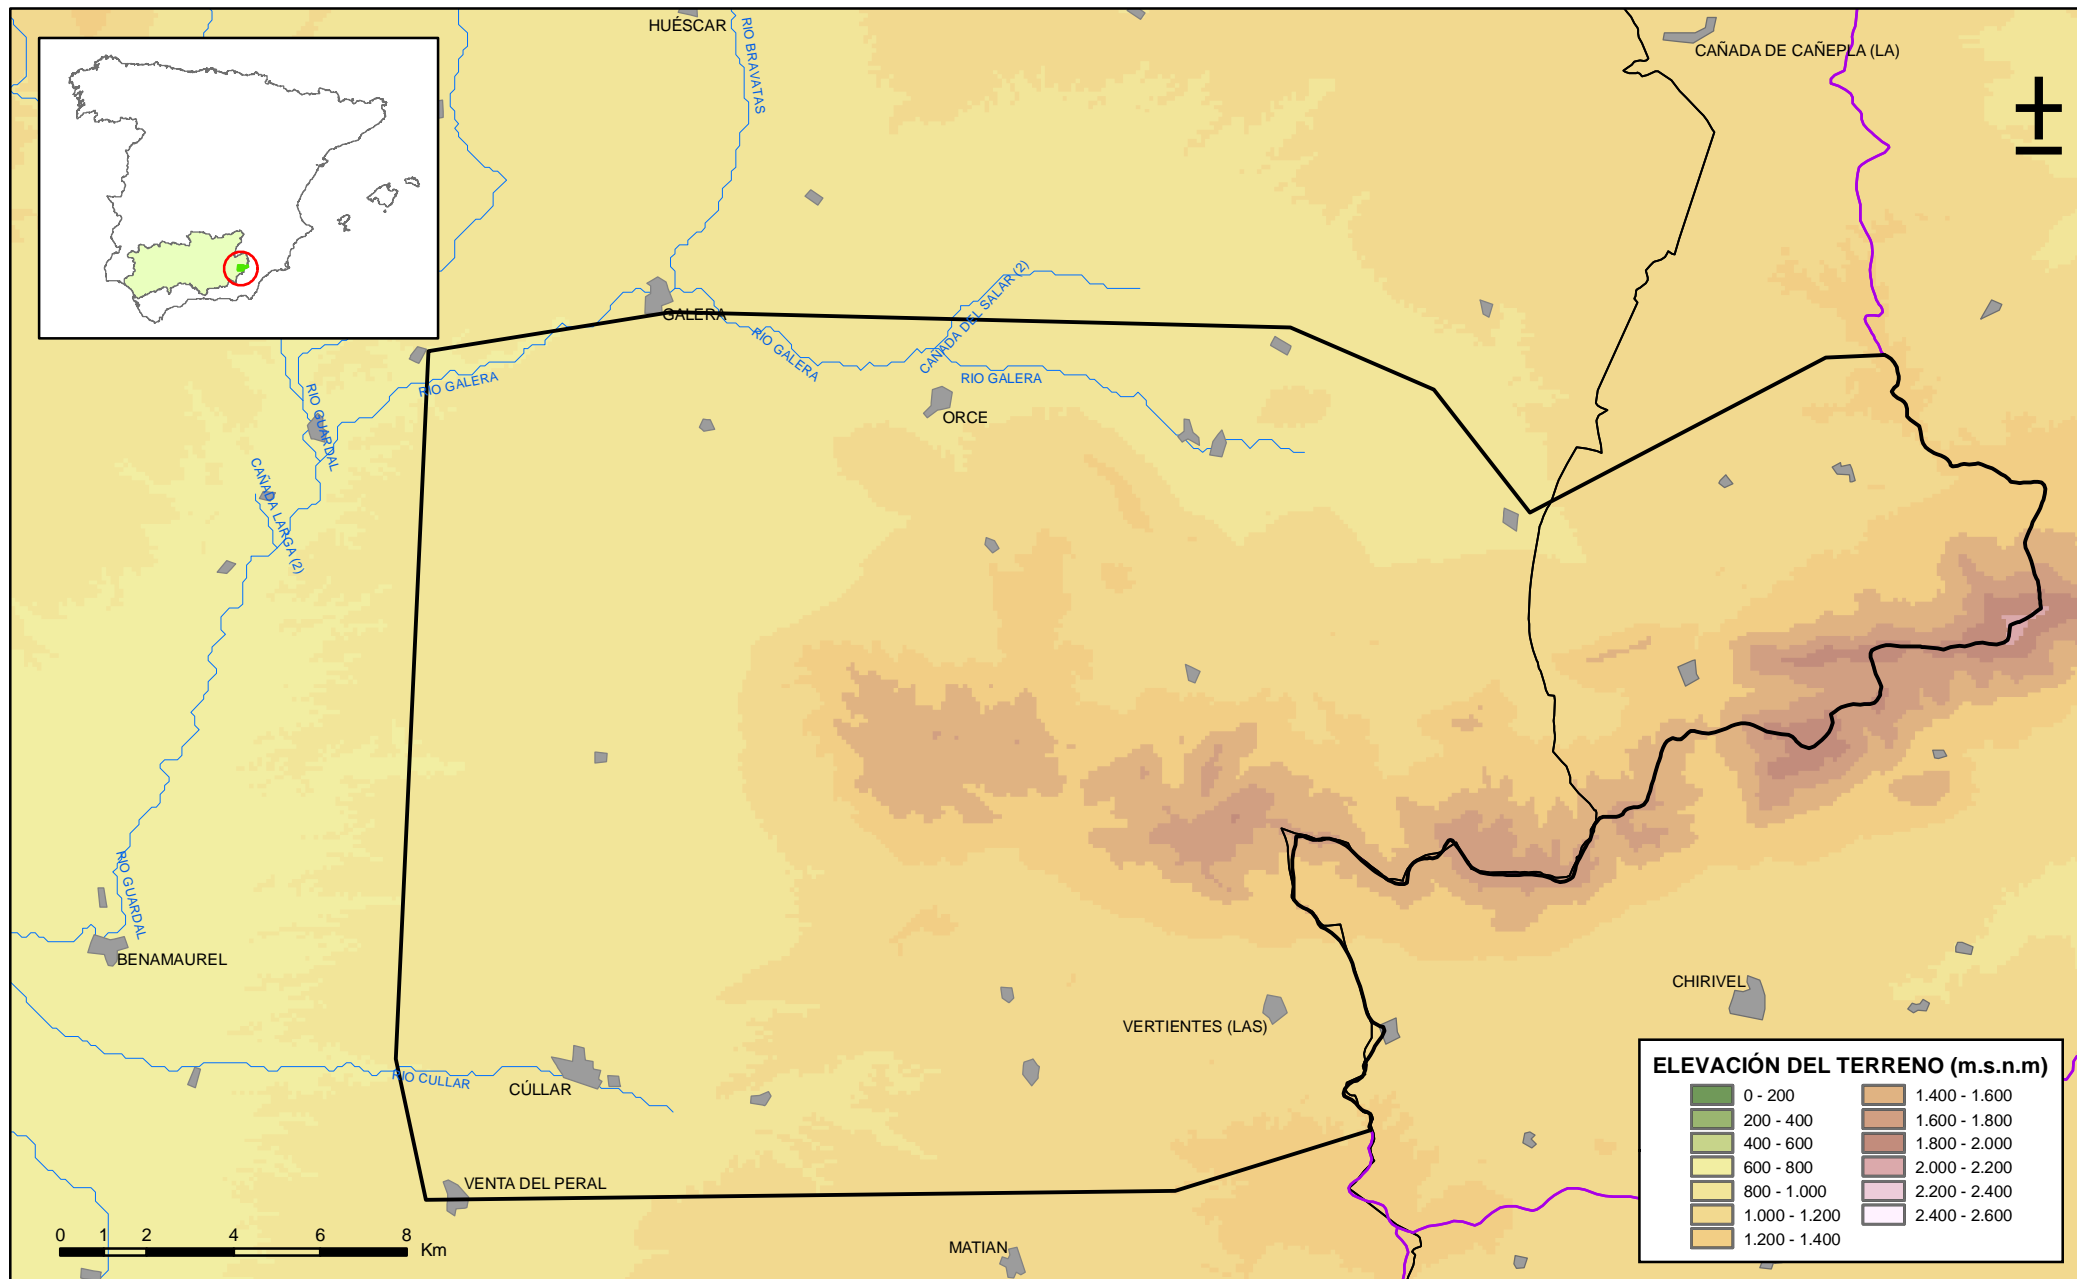 HUÉSCAR
CAÑADA DE CAÑEPLA (LA)
RIO BRAVATAS
CAÑADA DEL SALAR (2)
GALERA
RIO GALERA
RIO GALERA
RIO GALERA
ORCE
RIO GUARDAL
CAÑADA LARGA (2)
RIO GUARDAL
BENAMAUREL
CHIRIVEL
VERTIENTES (LAS)
RIO CULLAR
CÚLLAR
VENTA DEL PERAL
MATIAN
0 1 2 4 6 8
Km
ELEVACIÓN DEL TERRENO (m.s.n.m)
0 - 200
200 - 400
400 - 600
600 - 800
800 - 1.000
1.000 - 1.200
1.200 - 1.400
1.400 - 1.600
1.600 - 1.800
1.800 - 2.000
2.000 - 2.200
2.200 - 2.400
2.400 - 2.600